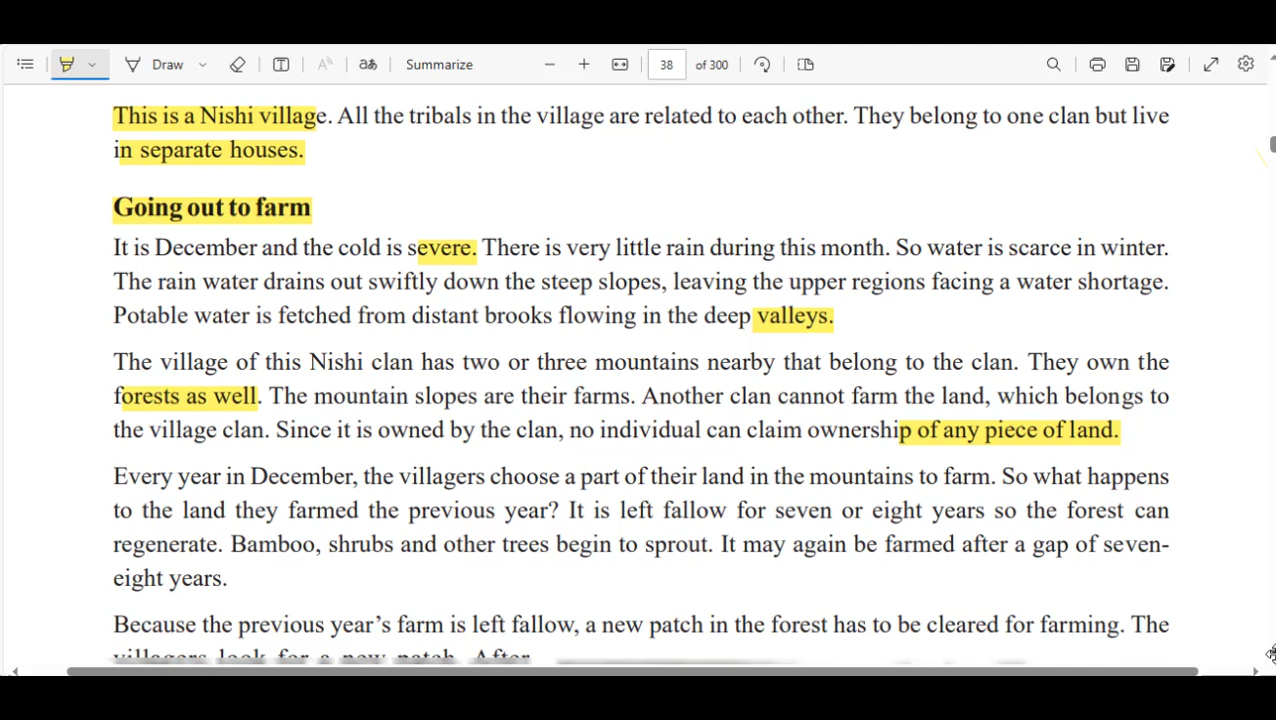 Draw
aあ
Summarize
38
of 300
This is a Nishi village. All the tribals in the village are related to each other. They belong to one clan but live
in separate houses.
Going out to farm
It is December and the cold is severe. There is very little rain during this month. So water is scarce in winter.
The rain water drains out swiftly down the steep slopes, leaving the upper regions facing a water shortage.
Potable water is fetched from distant brooks flowing in the deep valleys.
The village of this Nishi clan has two or three mountains nearby that belong to the clan. They own the
forests as well. The mountain slopes are their farms. Another clan cannot farm the land, which belongs to
the village clan. Since it is owned by the clan, no individual can claim ownership of any piece of land.
Every year in December, the villagers choose a part of their land in the mountains to farm. So what happens
to the land they farmed the previous year? It is left fallow for seven or eight years so the forest can
regenerate. Bamboo, shrubs and other trees begin to sprout. It may again be farmed after a gap of seven-
eight years.
Because the previous year's farm is left fallow, a new patch in the forest has to be cleared for farming. The
villagers look for a new patch. After